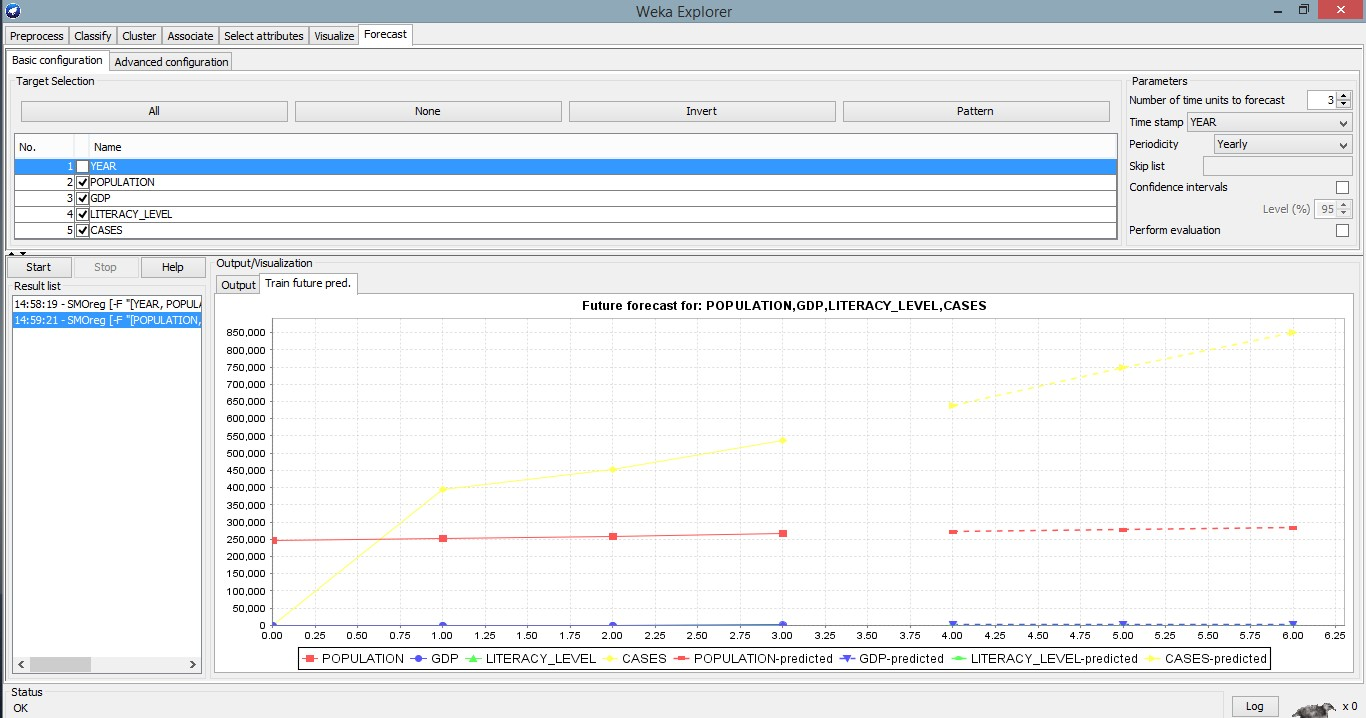 Weka Explorer
Preprocess Classify Cluster Associate Select attributes Visualize Forecast
Basic configuration Advanced configuration
Target Selection
All None Invert Pattern
No. Name
1 YEAR
2 POPULATION
3 GDP
4 LITERACY_LEVEL
5 CASES
Parameters
Number of time units to forecast 3
Time stamp YEAR
Periodicity Yearly
Skip list
Confidence intervals
Level (%) 95
Perform evaluation
Start Stop Help
Result list
14:58:19 - SMOreg [-F "[YEAR, POPUL
14:59:21 - SMOreg [-F "[POPULATION,
Output/Visualization
Output Train future pred.
Future forecast for: POPULATION,GDP,LITERACY_LEVEL,CASES
850,000
800,000
750,000
700,000
650,000
600,000
550,000
500,000
450,000
400,000
350,000
300,000
250,000
200,000
150,000
100,000
50,000
0
0.00 0.25 0.50 0.75 1.00 1.25 1.50 1.75 2.00 2.25 2.50 2.75 3.00 3.25 3.50 3.75 4.00 4.25 4.50 4.75 5.00 5.25 5.50 5.75 6.00 6.25
POPULATION GDP LITERACY_LEVEL CASES POPULATION-predicted GDP-predicted LITERACY_LEVEL-predicted CASES-predicted
Status
OK
Log x 0